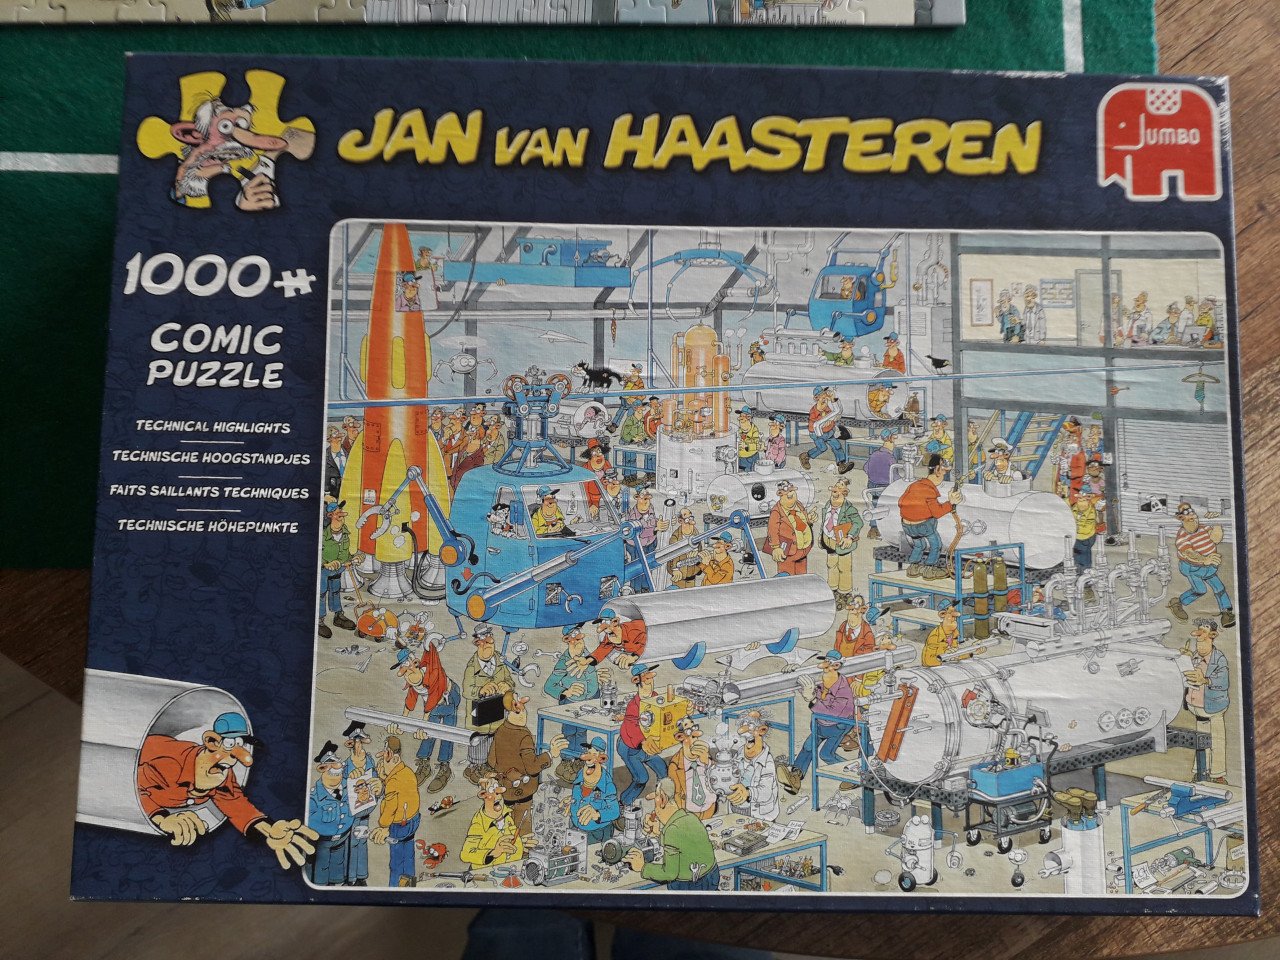 JAN VAN HAASTEREN
JUMBO
1000
COMIC
PUZZLE
TECHNICAL HIGHLIGHTS
TECHNISCHE HOOGSTANDJES
FAITS SAILLANTS TECHNIQUES
TECHNISCHE HÖHEPUNKTE